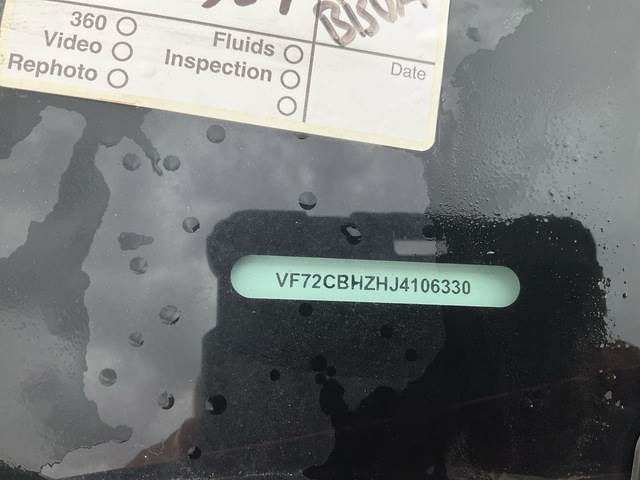 360
Video
Rephoto
Fluids
Inspection
Date
VF72CBHZHJ4106330